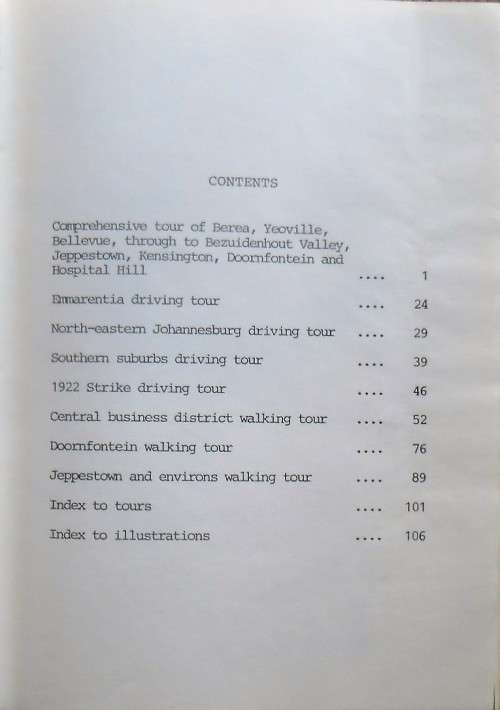 CONTENTS
Comprehensive tour of Berea, Yeoville,
Bellevue, through to Bezuidenhout Valley,
Jeppestown, Kensington, Doornfontein and
Hospital Hill .... 1
Emmarentia driving tour .... 24
North-eastern Johannesburg driving tour .... 29
Southern suburbs driving tour .... 39
1922 Strike driving tour .... 46
Central business district walking tour .... 52
Doornfontein walking tour .... 76
Jeppestown and environs walking tour .... 89
Index to tours .... 101
Index to illustrations .... 106